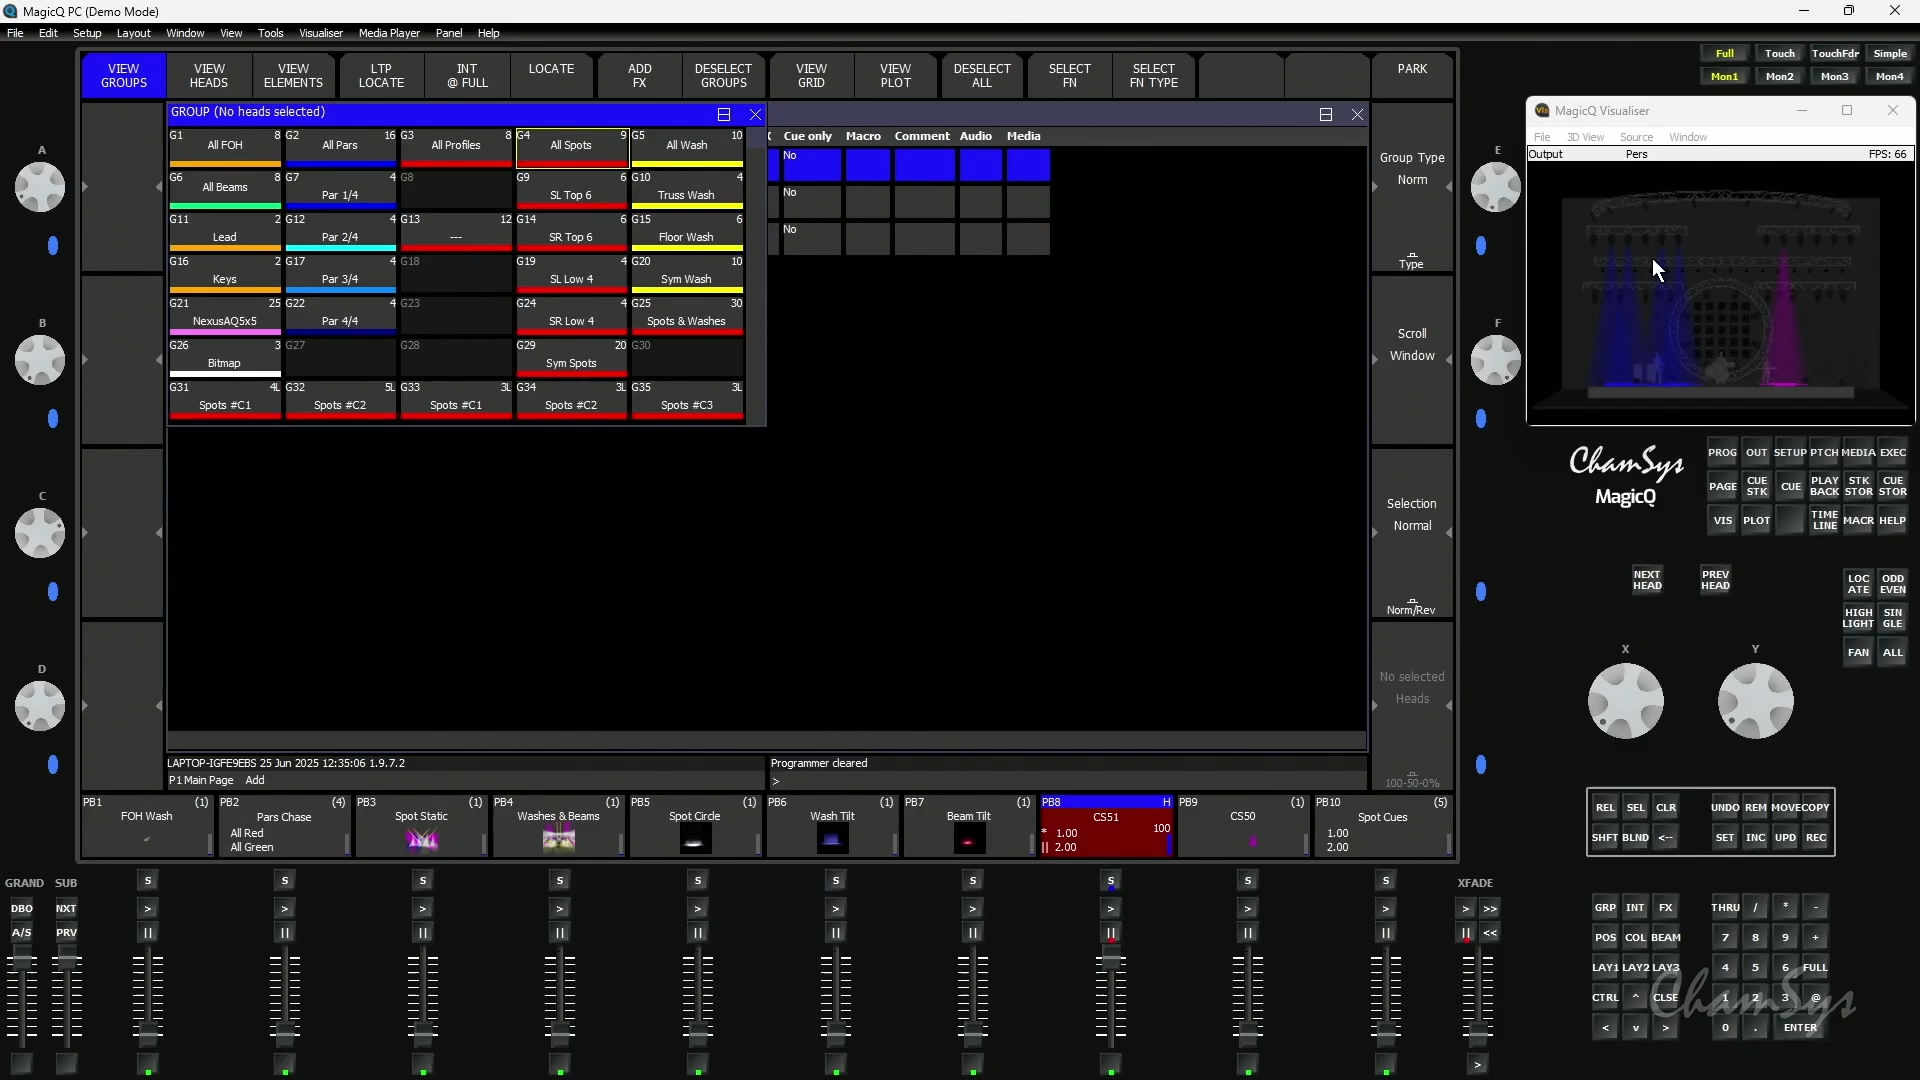 MagicQ PC (Demo Mode)
File Edit Setup Layout Window View Tools Visualiser Media Player Panel Help
VIEW GROUPS
VIEW HEADS
VIEW ELEMENTS
LTP LOCATE
INT @ FULL
LOCATE
ADD FX
DESELECT GROUPS
VIEW GRID
VIEW PLOT
DESELECT ALL
SELECT FN
SELECT FN TYPE
PARK
Full Touch TouchFdr Simple
Mon1 Mon2 Mon3 Mon4
GROUP (No heads selected)
G1 8 All FOH
G2 16 All Pars
G3 8 All Profiles
G4 9 All Spots
G5 10 All Wash
G6 8 All Beams
G7 4 Par 1/4
G8
G9 6 SL Top 6
G10 4 Truss Wash
G11 2 Lead
G12 4 Par 2/4
G13 12 ---
G14 6 SR Top 6
G15 6 Floor Wash
G16 2 Keys
G17 4 Par 3/4
G18
G19 4 SL Low 4
G20 10 Sym Wash
G21 25 NexusAQ5x5
G22 4 Par 4/4
G23
G24 4 SR Low 4
G25 30 Spots & Washes
G26 3 Bitmap
G27
G28
G29 20 Sym Spots
G30
G31 4L Spots #C1
G32 5L Spots #C2
G33 3L Spots #C1
G34 3L Spots #C2
G35 3L Spots #C3
Cue only Macro Comment Audio Media
No
No
No
Group Type
Norm
Type
Scroll
Window
Selection
Normal
Norm/Rev
No selected
Heads
100-50-0%
A
B
C
D
E
F
MagicQ Visualiser
File 3D View Source Window
Output Pers FPS: 66
ChamSys
MagicQ
PROG OUT SETUP PTCH MEDIA EXEC
PAGE CUE STK CUE PLAY BACK STK STOR CUE STOR
VIS PLOT TIME LINE MACR HELP
NEXT HEAD PREV HEAD
LOC ATE ODD EVEN
HIGH LIGHT SIN GLE
FAN ALL
X Y
LAPTOP-IGFE9EBS 25 Jun 2025 12:35:06 1.9.7.2
P1 Main Page Add
Programmer cleared
>
PB1 (1) FOH Wash
PB2 (4) Pars Chase
All Red
All Green
PB3 (1) Spot Static
PB4 (1) Washes & Beams
PB5 (1) Spot Circle
PB6 (1) Wash Tilt
PB7 (1) Beam Tilt
PB8 H CS51
* 1.00 100
|| 2.00
PB9 (1) CS50
PB10 (5) Spot Cues
1.00
2.00
REL SEL CLR UNDO REM MOVE COPY
SHFT BLND <-- SET INC UPD REC
GRAND SUB
DBO NXT
A/S PRV
S S S S S S S S S S
> > > > > > > > > >
|| || || || || || || || || ||
XFADE
> >>
|| <<
>
GRP INT FX THRU / * -
POS COL BEAM 7 8 9 +
LAY1 LAY2 LAY3 4 5 6 FULL
CTRL ^ CLSE 1 2 3 @
< v > 0 . ENTER
ChamSys